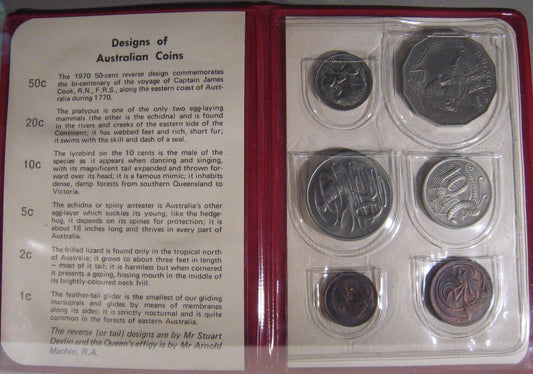 Designs of
Australian Coins
50c
The 1970 50-cent reverse design commemorates
the bi-centenary of the voyage of Captain James
Cook, R.N., F.R.S., along the eastern coast of Aust-
ralia during 1770.
20c
The platypus is one of the only two egg-laying
mammals (the other is the echidna) and is found
in the rivers and creeks of the eastern side of the
Continent; it has webbed feet and rich, short fur;
it swims with the skill and dash of a seal.
10c
The lyrebird on the 10 cents is the male of the
species as it appears when dancing and singing,
with its magnificent tail expanded and thrown for-
ward over its head; it is a famous mimic; it inhabits
dense, damp forests from southern Queensland to
Victoria.
5c
The echidna or spiny anteater is Australia's other
egg-layer which suckles its young; like the hedge-
hog, it depends on its spines for protection; it is
about 18 inches long and thrives in every part of
Australia.
2c
The frilled lizard is found only in the tropical north
of Australia; it grows to about three feet in length
— most of it tail; it is harmless but when cornered
it presents a gaping, hissing mouth in the middle of
its brightly-coloured neck frill.
1c
The feather-tail glider is the smallest of our gliding
marsupials and glides by means of membranes
along its sides; it is strictly nocturnal and is quite
common in the forests of eastern Australia.
The reverse (or tail) designs are by Mr Stuart
Devlin and the Queen's effigy is by Mr Arnold
Machin, R.A.
20
10